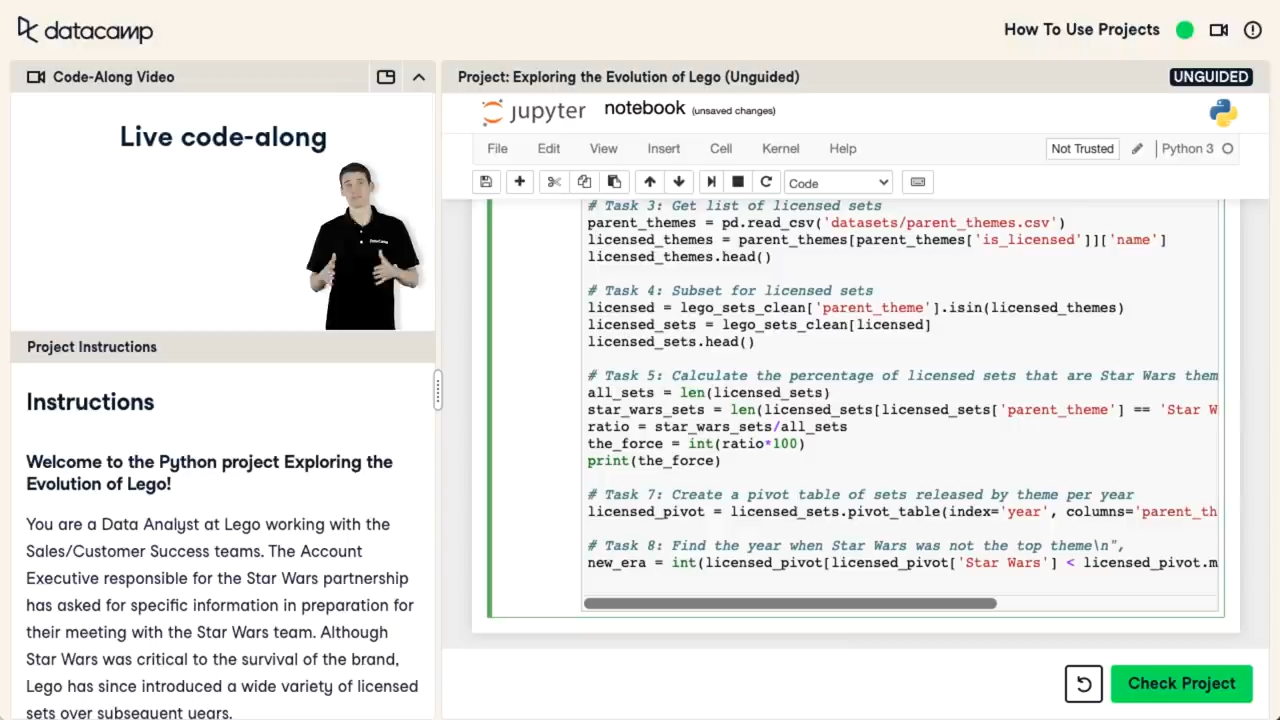 datacamp
How To Use Projects
Code-Along Video
Live code-along
DataCamp
Project Instructions
Instructions
Welcome to the Python project Exploring the
Evolution of Lego!
You are a Data Analyst at Lego working with the
Sales/Customer Success teams. The Account
Executive responsible for the Star Wars partnership
has asked for specific information in preparation for
their meeting with the Star Wars team. Although
Star Wars was critical to the survival of the brand,
Lego has since introduced a wide variety of licensed
sets over subsequent years.
Project: Exploring the Evolution of Lego (Unguided)
UNGUIDED
jupyter notebook (unsaved changes)
File Edit View Insert Cell Kernel Help
Not Trusted
Python 3
Code
# Task 3: Get list of licensed sets
parent_themes = pd.read_csv('datasets/parent_themes.csv')
licensed_themes = parent_themes[parent_themes['is_licensed']]['name']
licensed_themes.head()
# Task 4: Subset for licensed sets
licensed = lego_sets_clean['parent_theme'].isin(licensed_themes)
licensed_sets = lego_sets_clean[licensed]
licensed_sets.head()
# Task 5: Calculate the percentage of licensed sets that are Star Wars them
all_sets = len(licensed_sets)
star_wars_sets = len(licensed_sets[licensed_sets['parent_theme'] == 'Star W
ratio = star_wars_sets/all_sets
the_force = int(ratio*100)
print(the_force)
# Task 7: Create a pivot table of sets released by theme per year
licensed_pivot = licensed_sets.pivot_table(index='year', columns='parent_th
# Task 8: Find the year when Star Wars was not the top theme\n",
new_era = int(licensed_pivot[licensed_pivot['Star Wars'] < licensed_pivot.m
Check Project